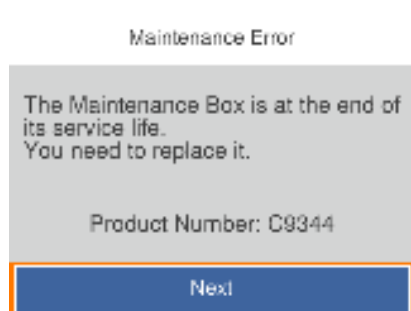 Maintenance Error
The Maintenance Box is at the end of
its service life.
You need to replace it.
Product Number: C9344
Next